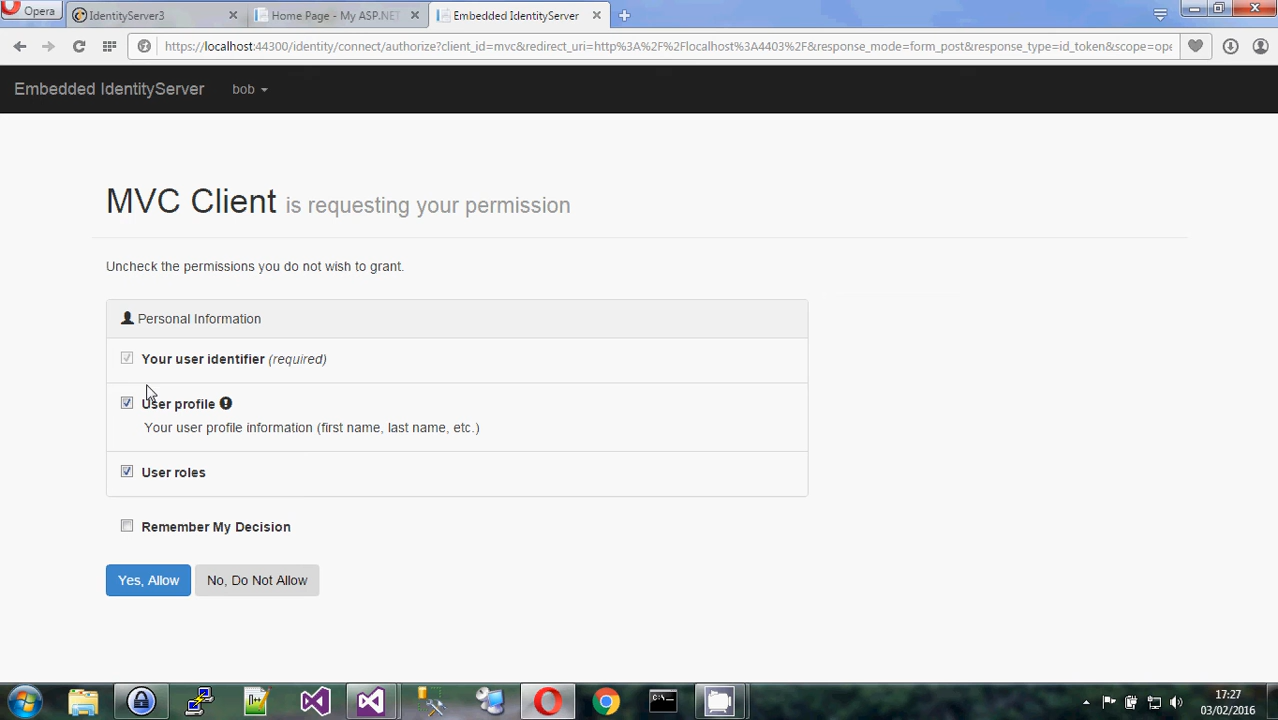 Opera
IdentityServer3
Home Page - My ASP.NET
Embedded IdentityServer
https://localhost:44300/identity/connect/authorize?client_id=mvc&redirect_uri=http%3A%2F%2Flocalhost%3A4403%2F&response_mode=form_post&response_type=id_token&scope=ope
Embedded IdentityServer bob
MVC Client is requesting your permission
Uncheck the permissions you do not wish to grant.
Personal Information
Your user identifier (required)
User profile
Your user profile information (first name, last name, etc.)
User roles
Remember My Decision
Yes, Allow
No, Do Not Allow
17:27
03/02/2016